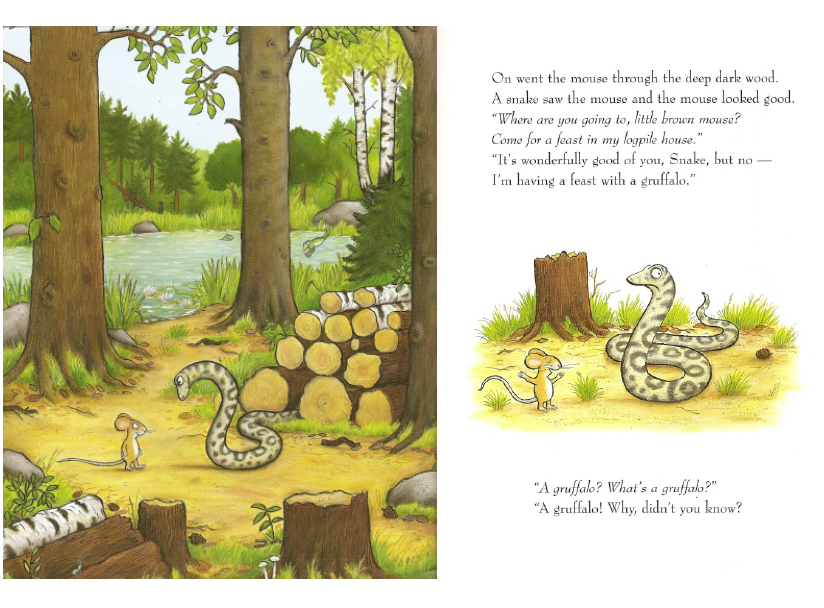 On went the mouse through the deep dark wood.
A snake saw the mouse and the mouse looked good.
“Where are you going to, little brown mouse?
Come for a feast in my logpile house.”
“It’s wonderfully good of you, Snake, but no —
I’m having a feast with a gruffalo.”
“A gruffalo? What’s a gruffalo?”
“A gruffalo! Why, didn’t you know?